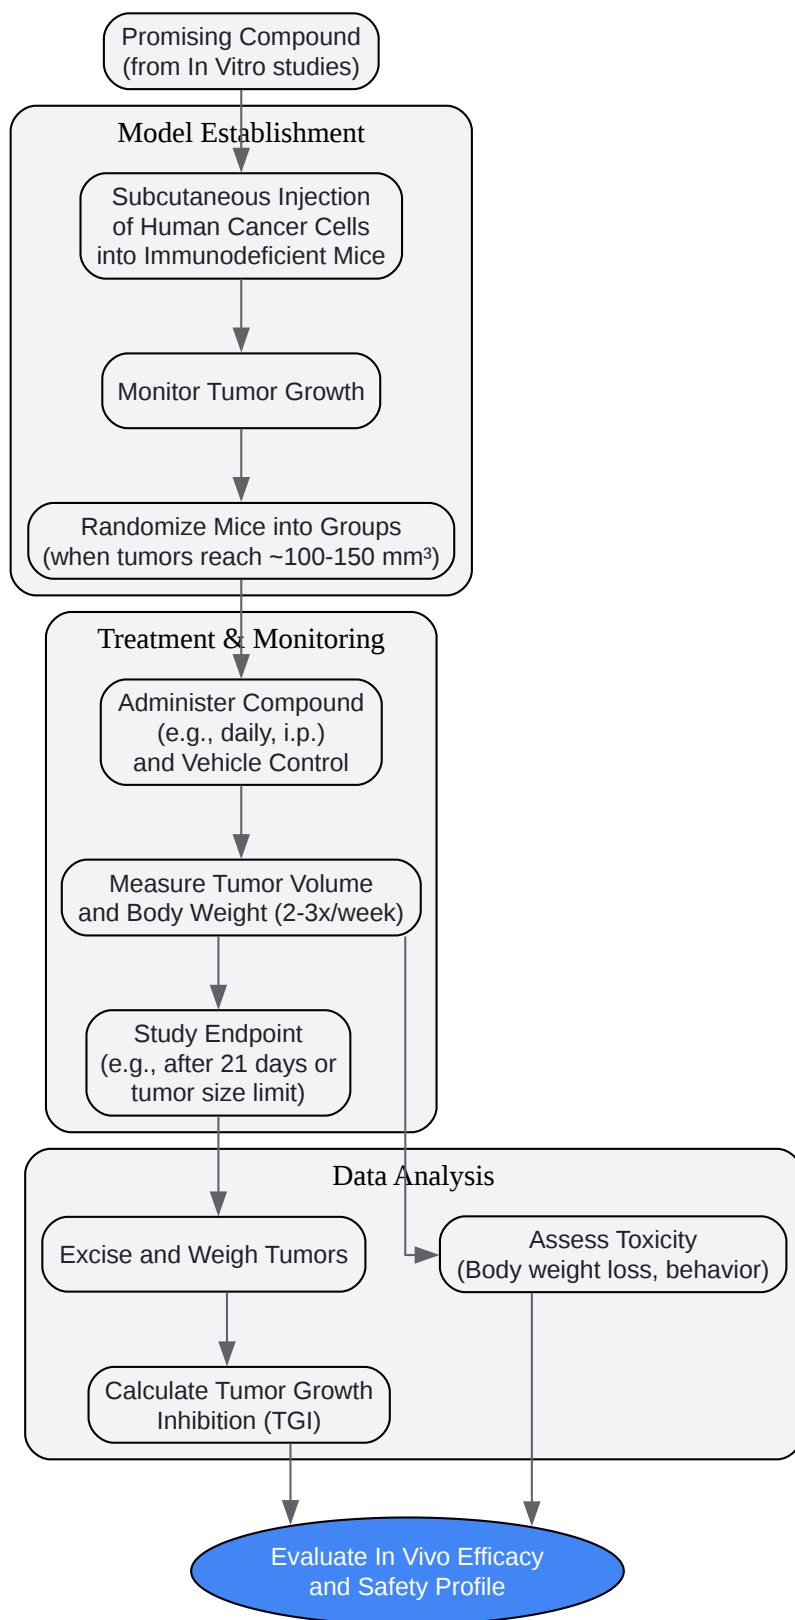 Promising Compound
(from In Vitro studies)
Model Establishment
Subcutaneous Injection
of Human Cancer Cells
into Immunodeficient Mice
Monitor Tumor Growth
Randomize Mice into Groups
(when tumors reach ~100-150 mm³)
Treatment & Monitoring
Administer Compound
(e.g., daily, i.p.)
and Vehicle Control
Measure Tumor Volume
and Body Weight (2-3x/week)
Study Endpoint
(e.g., after 21 days or
tumor size limit)
Data Analysis
Excise and Weigh Tumors
Assess Toxicity
(Body weight loss, behavior)
Calculate Tumor Growth
Inhibition (TGI)
Evaluate In Vivo Efficacy
and Safety Profile